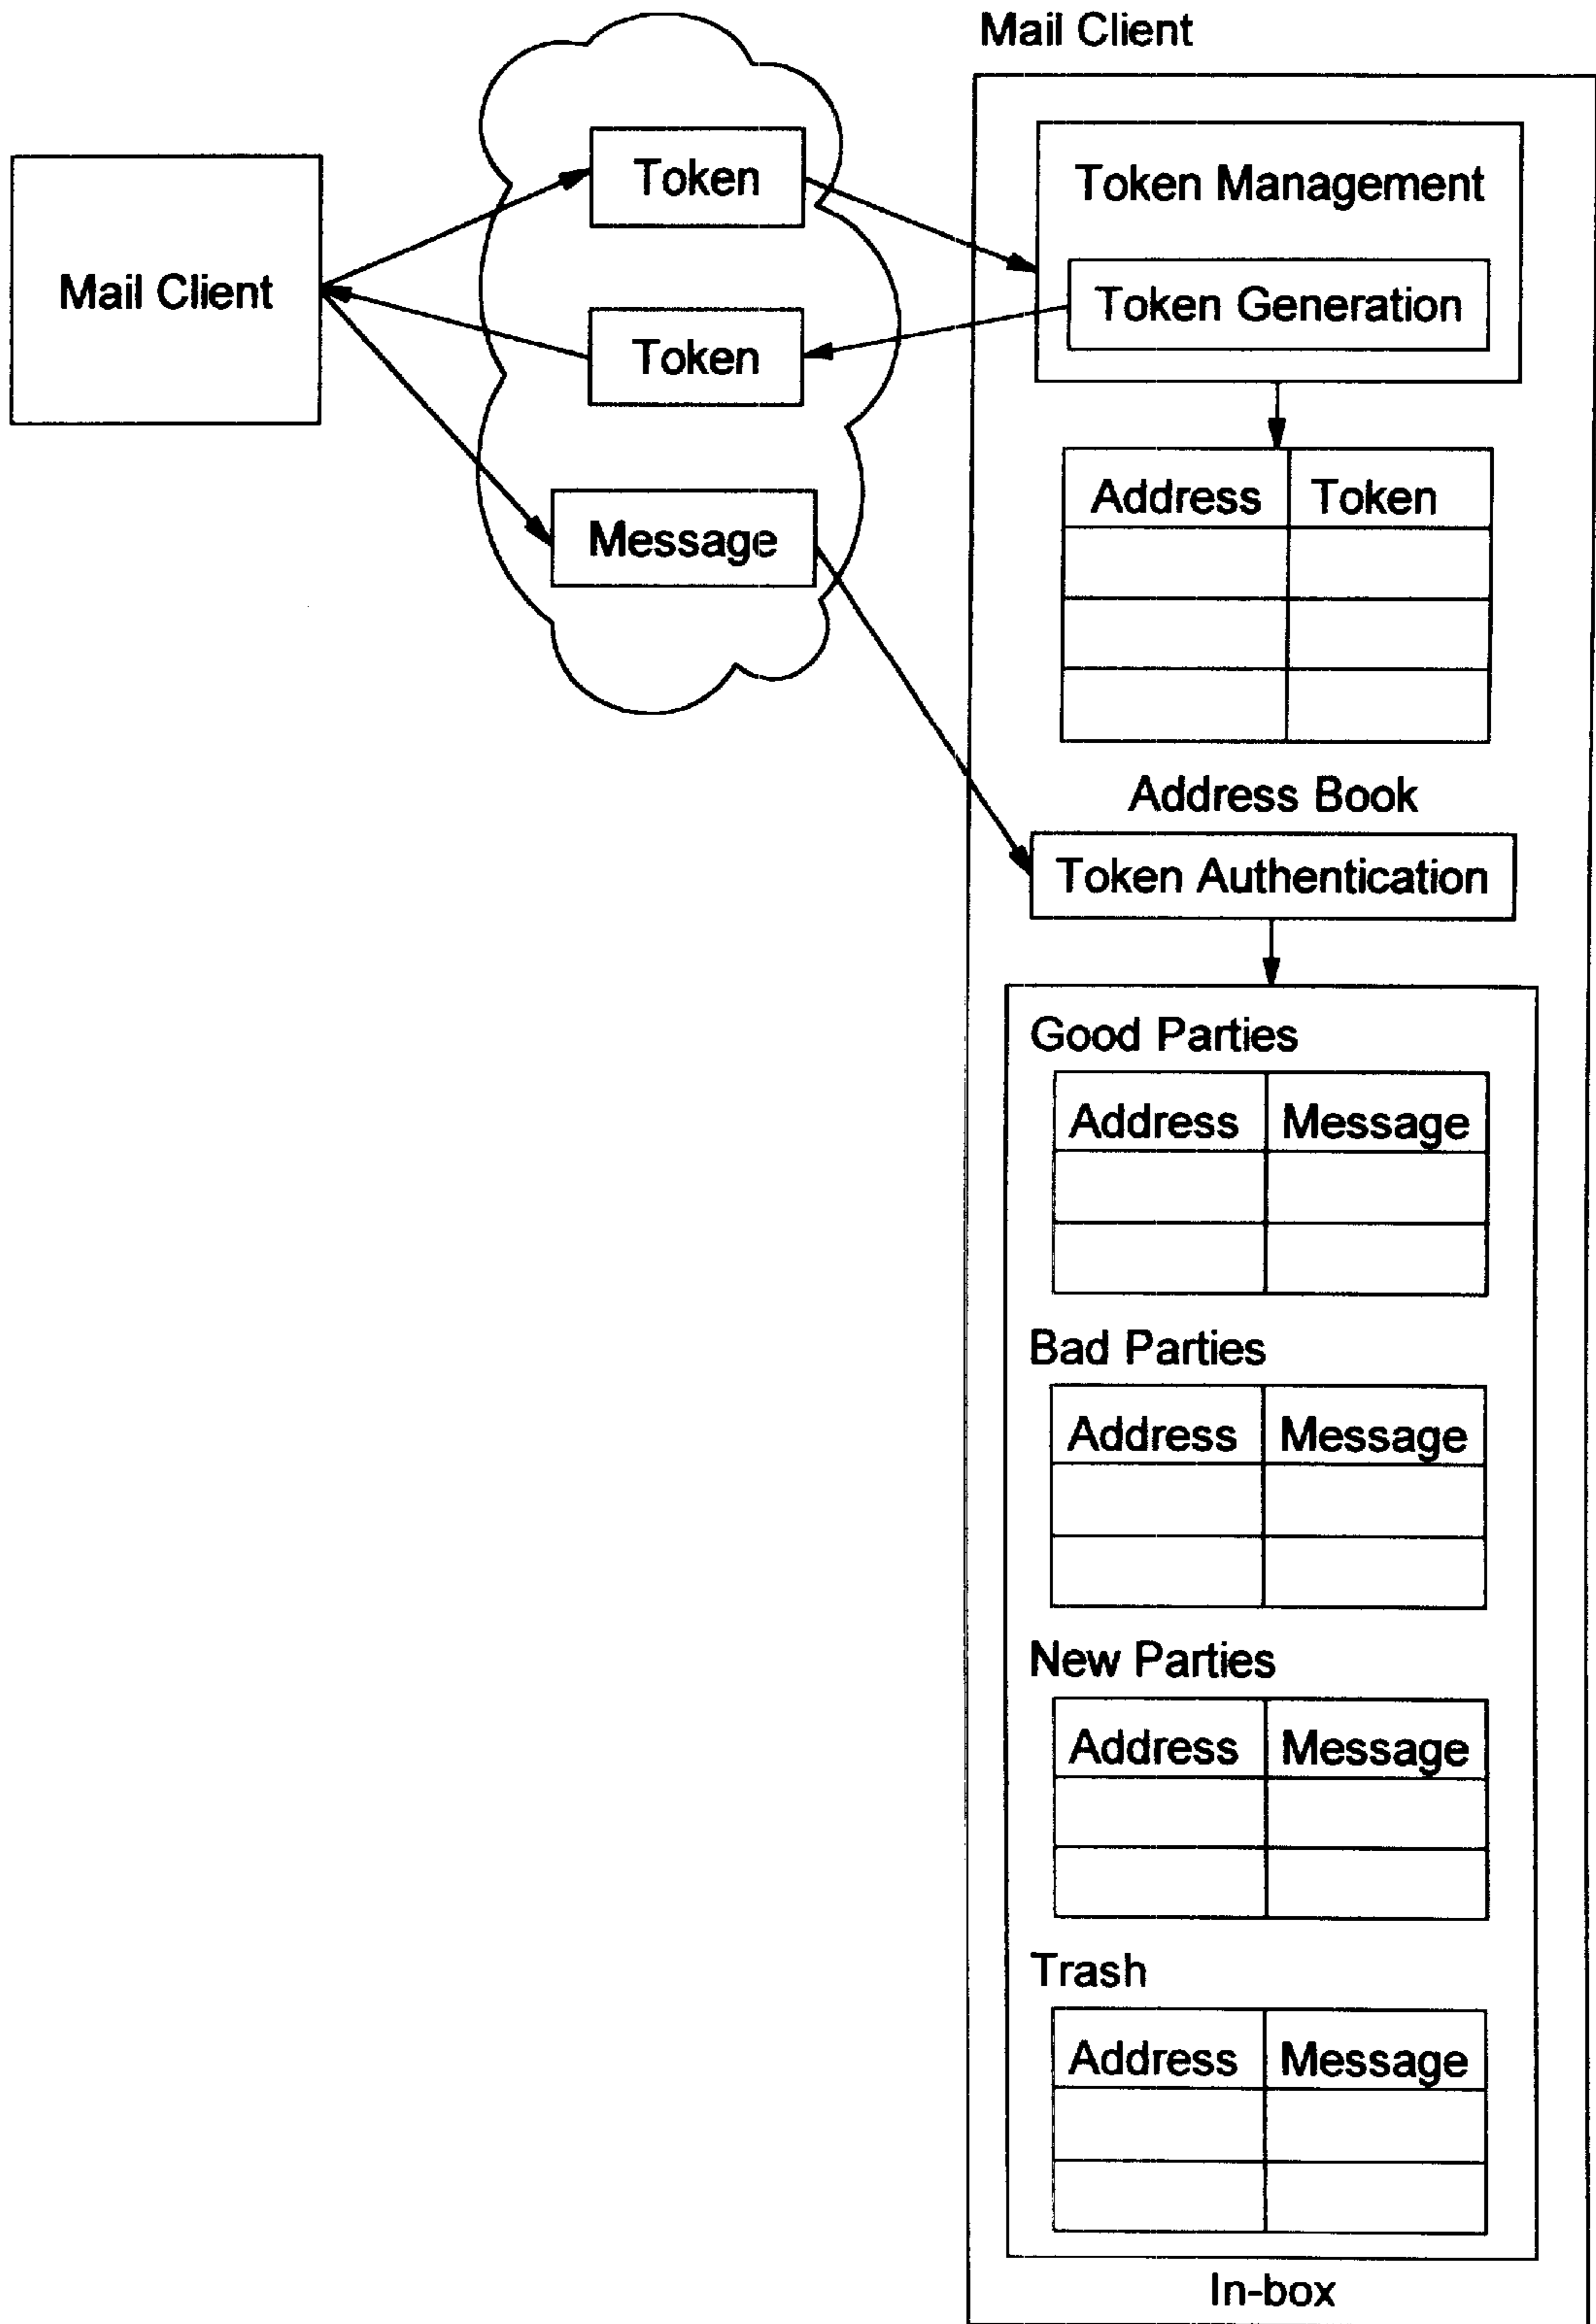 Mail Client
Token
Token Management
Mail Client
Token Generation
Token
Address Token
Message
Address Book
Token Authentication
Good Parties
Address Message
Bad Parties
Address Message
New Parties
Address Message
Trash
Address Message
In-box